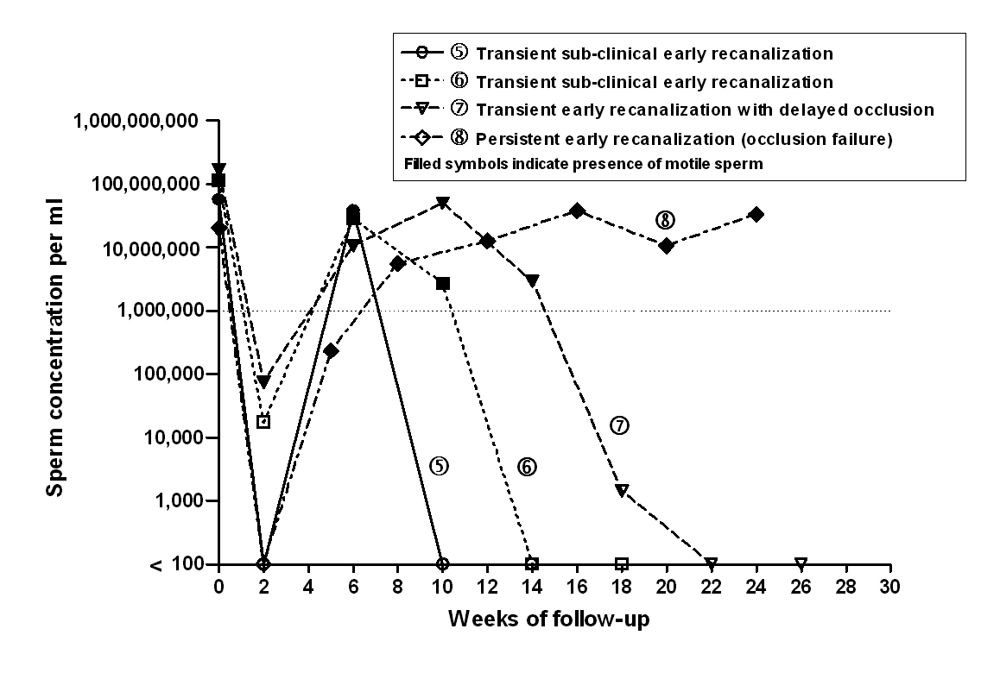 ⑤ Transient sub-clinical early recanalization
⑥ Transient sub-clinical early recanalization
⑦ Transient early recanalization with delayed occlusion
⑧ Persistent early recanalization (occlusion failure)
Filled symbols indicate presence of motile sperm
Sperm concentration per ml
1,000,000,000
100,000,000
10,000,000
1,000,000
100,000
10,000
1,000
< 100
⑧
⑦
⑤ ⑥
0 2 4 6 8 10 12 14 16 18 20 22 24 26 28 30
Weeks of follow-up